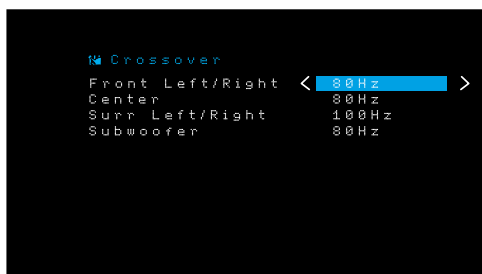 Crossover
Front Left/Right < 80Hz >
Center 80Hz
Surr Left/Right 100Hz
Subwoofer 80Hz